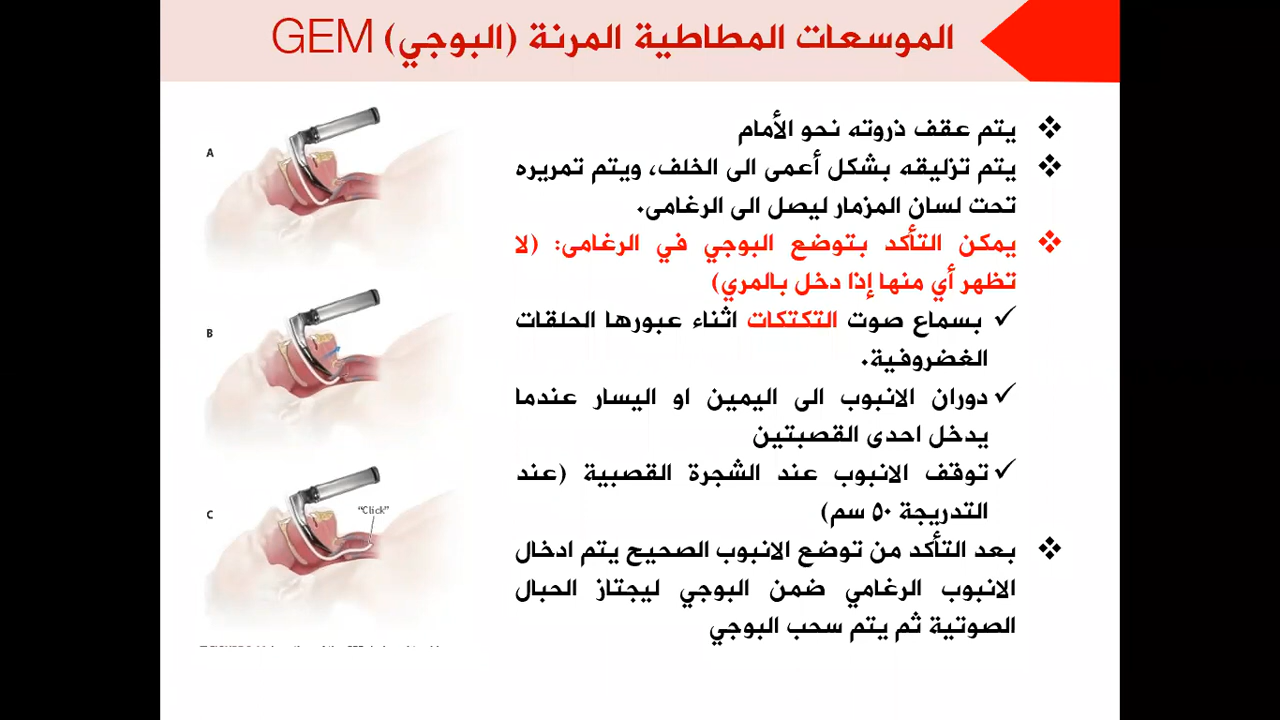 الموسعات المطاطية المرنة (البوجي) GEM
❖ يتم عقف ذروته نحو الأمام
❖ يتم تزليقه بشكل أعمى الى الخلف، ويتم تمريره
تحت لسان المزمار ليصل الى الرغامى.
❖ يمكن التأكد بتوضع البوجي في الرغامى: (لا
تظهر أي منها إذا دخل بالمري)
✓ بسماع صوت التكتكات اثناء عبورها الحلقات
الغضروفية.
✓ دوران الانبوب الى اليمين او اليسار عندما
يدخل احدى القصبتين
✓ توقف الانبوب عند الشجرة القصبية (عند
التدريجة ٥٠ سم)
❖ بعد التأكد من توضع الانبوب الصحيح يتم ادخال
الانبوب الرغامي ضمن البوجي ليجتاز الحبال
الصوتية ثم يتم سحب البوجي
A
B
C
"Click"